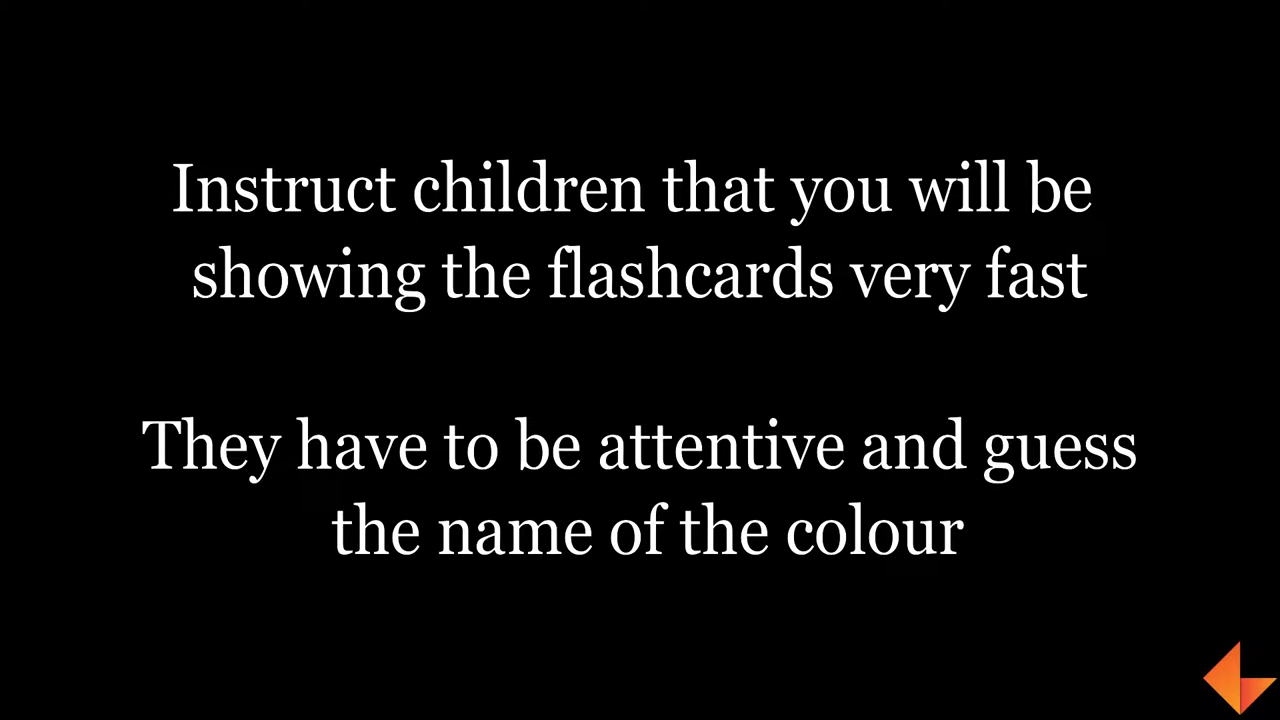 Instruct children that you will be
showing the flashcards very fast
They have to be attentive and guess
the name of the colour